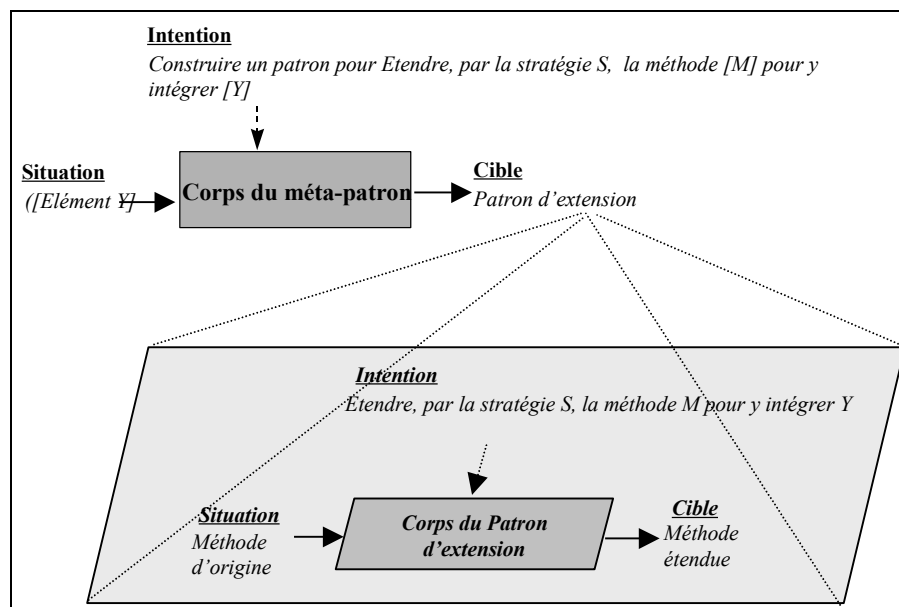 Intention
Construire un patron pour Etendre, par la stratégie S, la méthode [M] pour y
intégrer [Y]
Situation
([Elément Y]
Corps du méta-patron
Cible
Patron d'extension
Intention
Etendre, par la stratégie S, la méthode M pour y intégrer Y
Situation
Méthode
d'origine
Corps du Patron
d'extension
Cible
Méthode
étendue